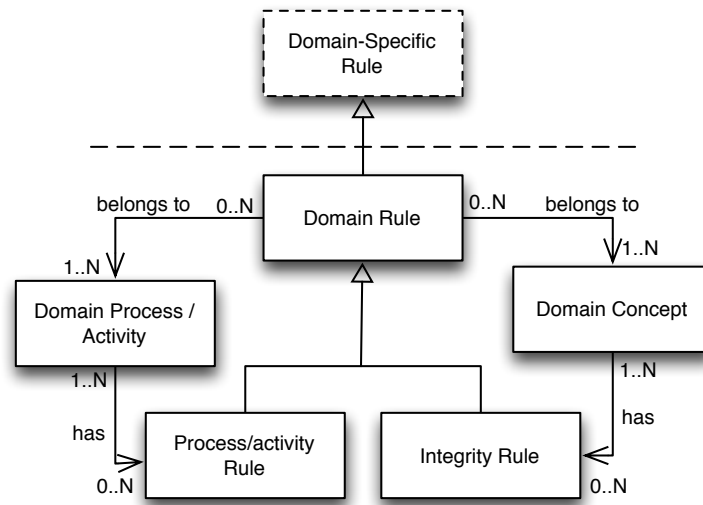 Domain-Specific
Rule
belongs to
0..N
Domain Rule
0..N
belongs to
1..N
1..N
Domain Process /
Activity
Domain Concept
1..N
1..N
has
has
Process/activity
Rule
Integrity Rule
0..N
0..N